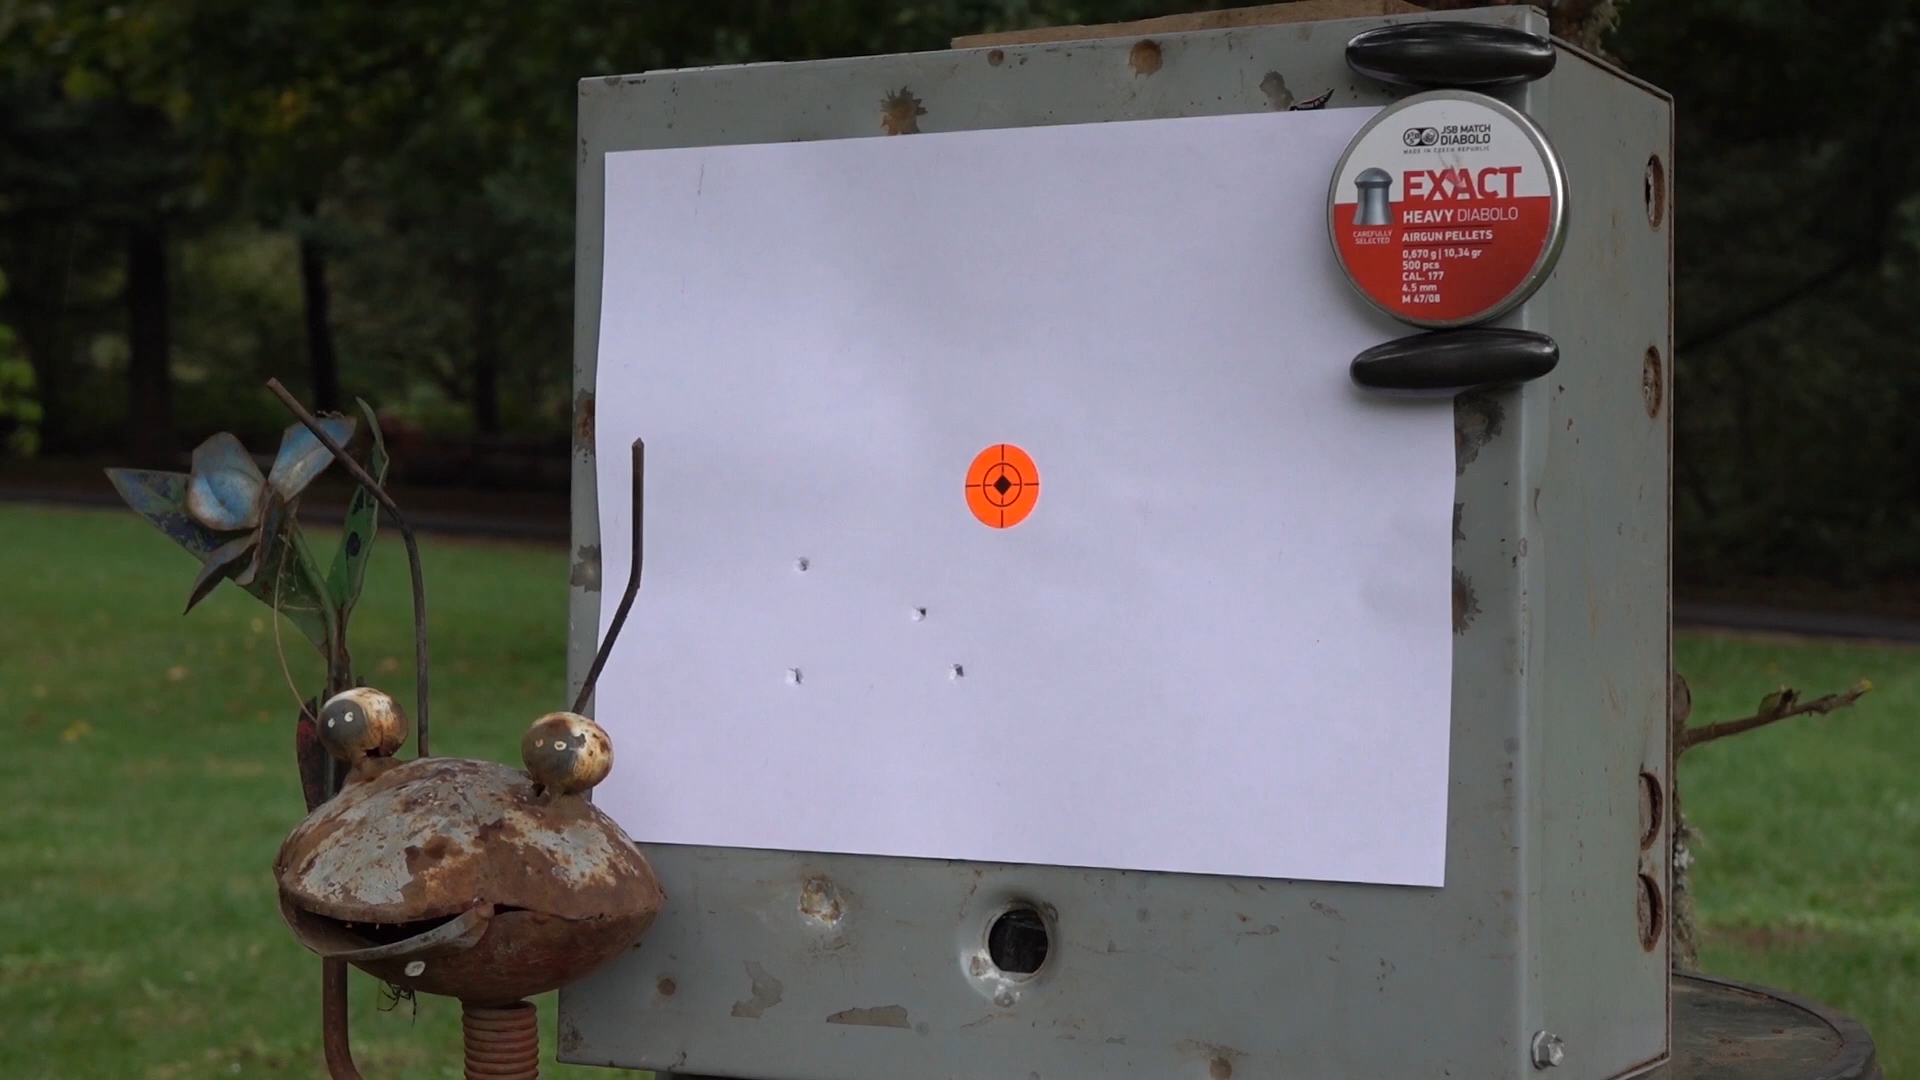 JSB MATCH
DIABOLO
MADE IN CZECH REPUBLIC
EXACT
HEAVY DIABOLO
CAREFULLY
SELECTED
AIRGUN PELLETS
0,670 g | 10,34 gr
500 pcs
CAL. 177
4.5 mm
M 47/08